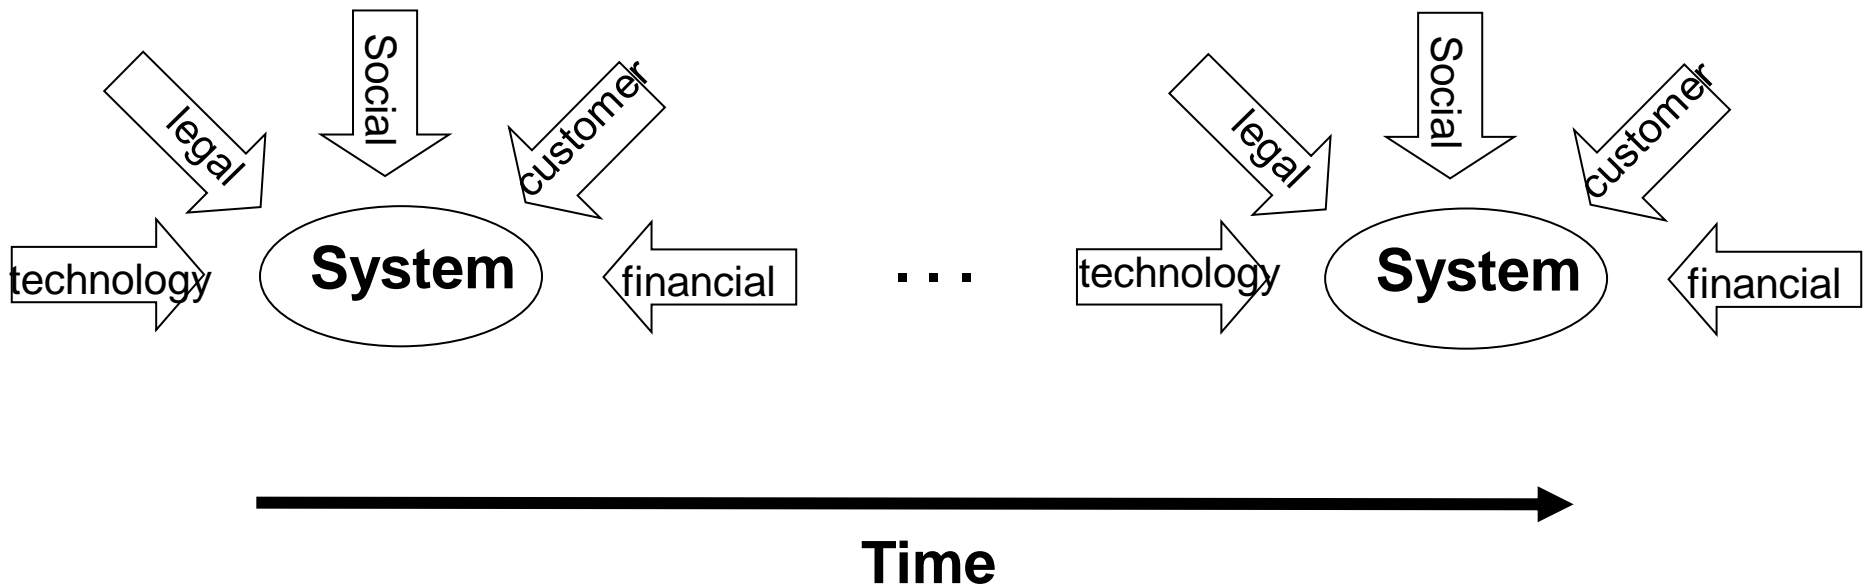 technology
legal
Social
customer
financial
System
. . .
technology
legal
Social
customer
financial
System
Time